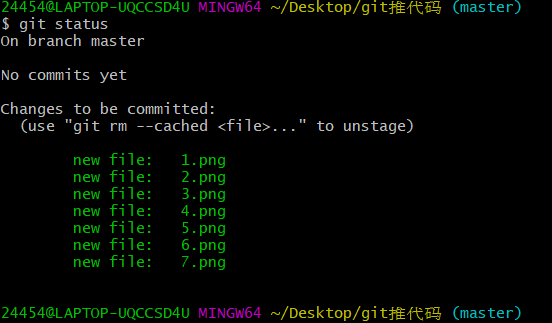 24454@LAPTOP-UQCCSD4U MINGW64 ~/Desktop/git推代码 (master)
$ git status
On branch master
No commits yet
Changes to be committed:
  (use "git rm --cached <file>..." to unstage)
        new file:   1.png
        new file:   2.png
        new file:   3.png
        new file:   4.png
        new file:   5.png
        new file:   6.png
        new file:   7.png
24454@LAPTOP-UQCCSD4U MINGW64 ~/Desktop/git推代码 (master)